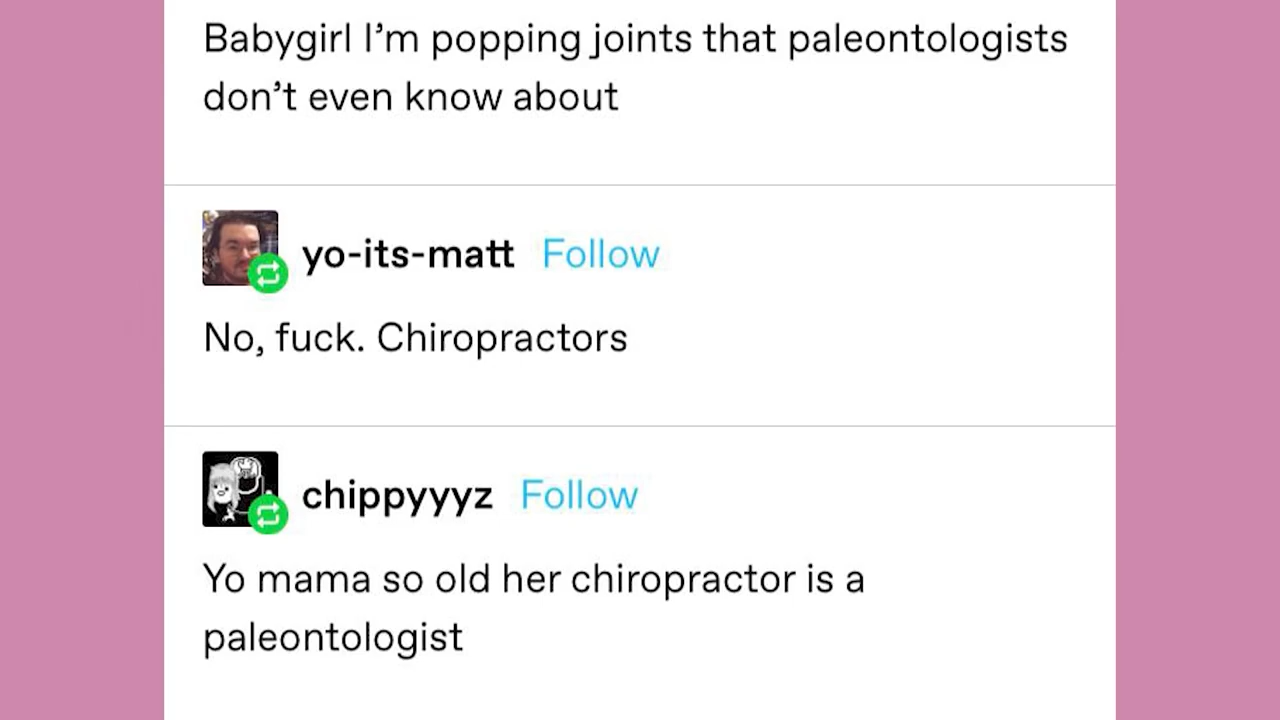 Babygirl I’m popping joints that paleontologists
don’t even know about
yo-its-matt Follow
No, fuck. Chiropractors
chippyyyz Follow
Yo mama so old her chiropractor is a
paleontologist